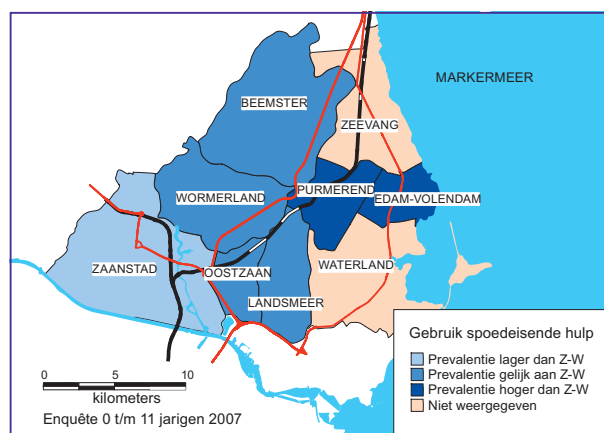 MARKERMEER
BEEMSTER
ZEEVANG
PURMEREND
WORMERLAND
EDAM-VOLENDAM
ZAANSTAD
OOSTZAAN
WATERLAND
LANDSMEER
Gebruik spoedeisende hulp
Prevalentie lager dan Z-W
Prevalentie gelijk aan Z-W
Prevalentie hoger dan Z-W
Niet weergegeven
0 5 10
kilometers
Enquête 0 t/m 11 jarigen 2007